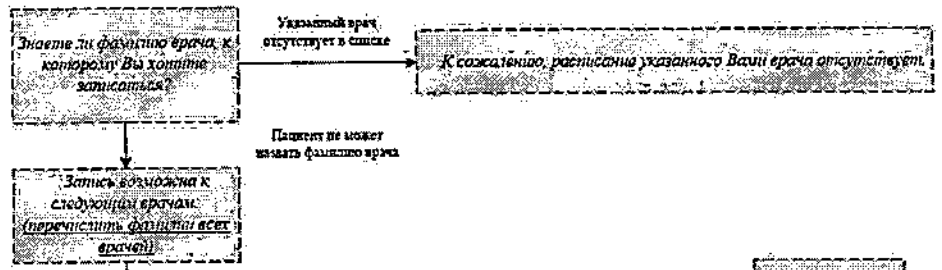 Знаете ли фамилию врача, к
которому Вы хотите
записаться?
Указанный врач
отсутствует в списке
К сожалению, расписание указанного Вами врача отсутствует.
Пациент не может
назвать фамилию врача
Запись возможна к
следующим врачам:
(перечислить фамилии всех
врачей)